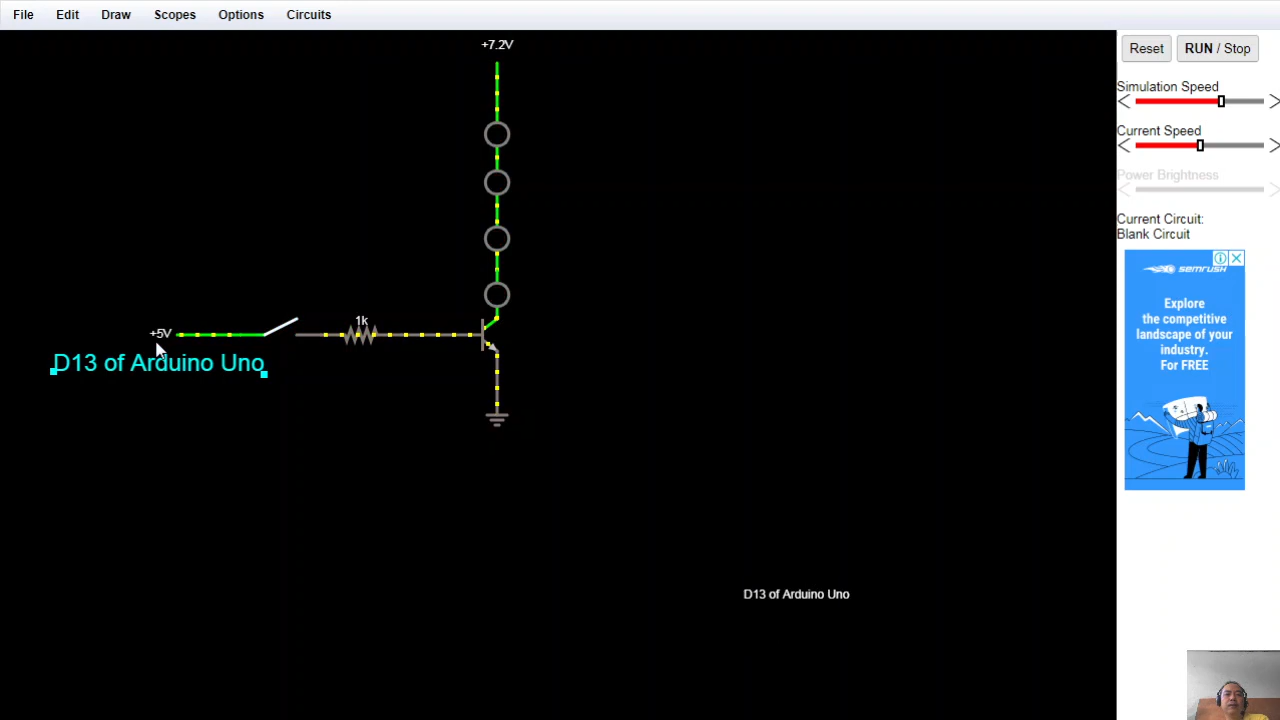 File Edit Draw Scopes Options Circuits
+7.2V
Reset RUN / Stop
Simulation Speed
Current Speed
Power Brightness
Current Circuit:
Blank Circuit
SEMRUSH
Explore
the competitive
landscape of your
industry.
For FREE
1k
+5V
D13 of Arduino Uno
D13 of Arduino Uno